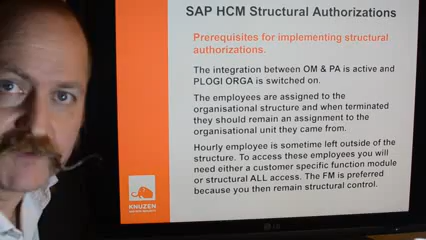 SAP HCM Structural Authorizations
Prerequisites for implementing structural
authorizations.
The integration between OM & PA is active and
PLOGI ORGA is switched on.
The employees are assigned to the
organisational structure and when terminated
they should remain an assignment to the
organisational unit they came from.
Hourly employee is sometime left outside of the
structure. To access these employees you will
need either a customer specific function module
or structural ALL access. The FM is preferred
because you then remain structural control.
KNUZEN
LG